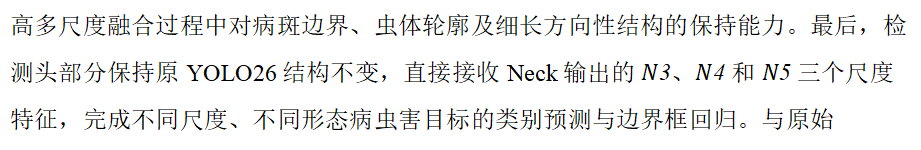 高多尺度融合过程中对病斑边界、虫体轮廓及细长方向性结构的保持能力。最后，检
测头部分保持原 YOLO26 结构不变，直接接收 Neck 输出的 N3、N4 和 N5 三个尺度
特征，完成不同尺度、不同形态病虫害目标的类别预测与边界框回归。与原始